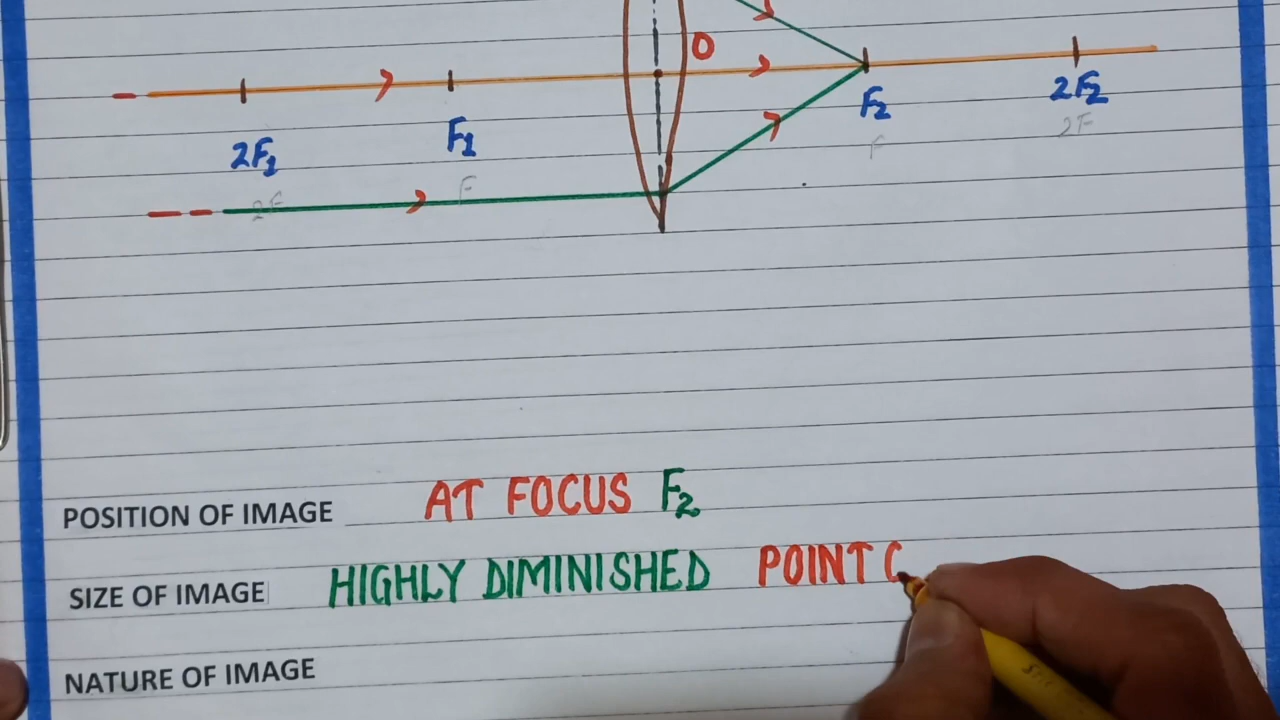 O
2F₁ F₁ F₂ 2F₂
2F F F 2F
POSITION OF IMAGE AT FOCUS F₂
SIZE OF IMAGE HIGHLY DIMINISHED POINT
NATURE OF IMAGE